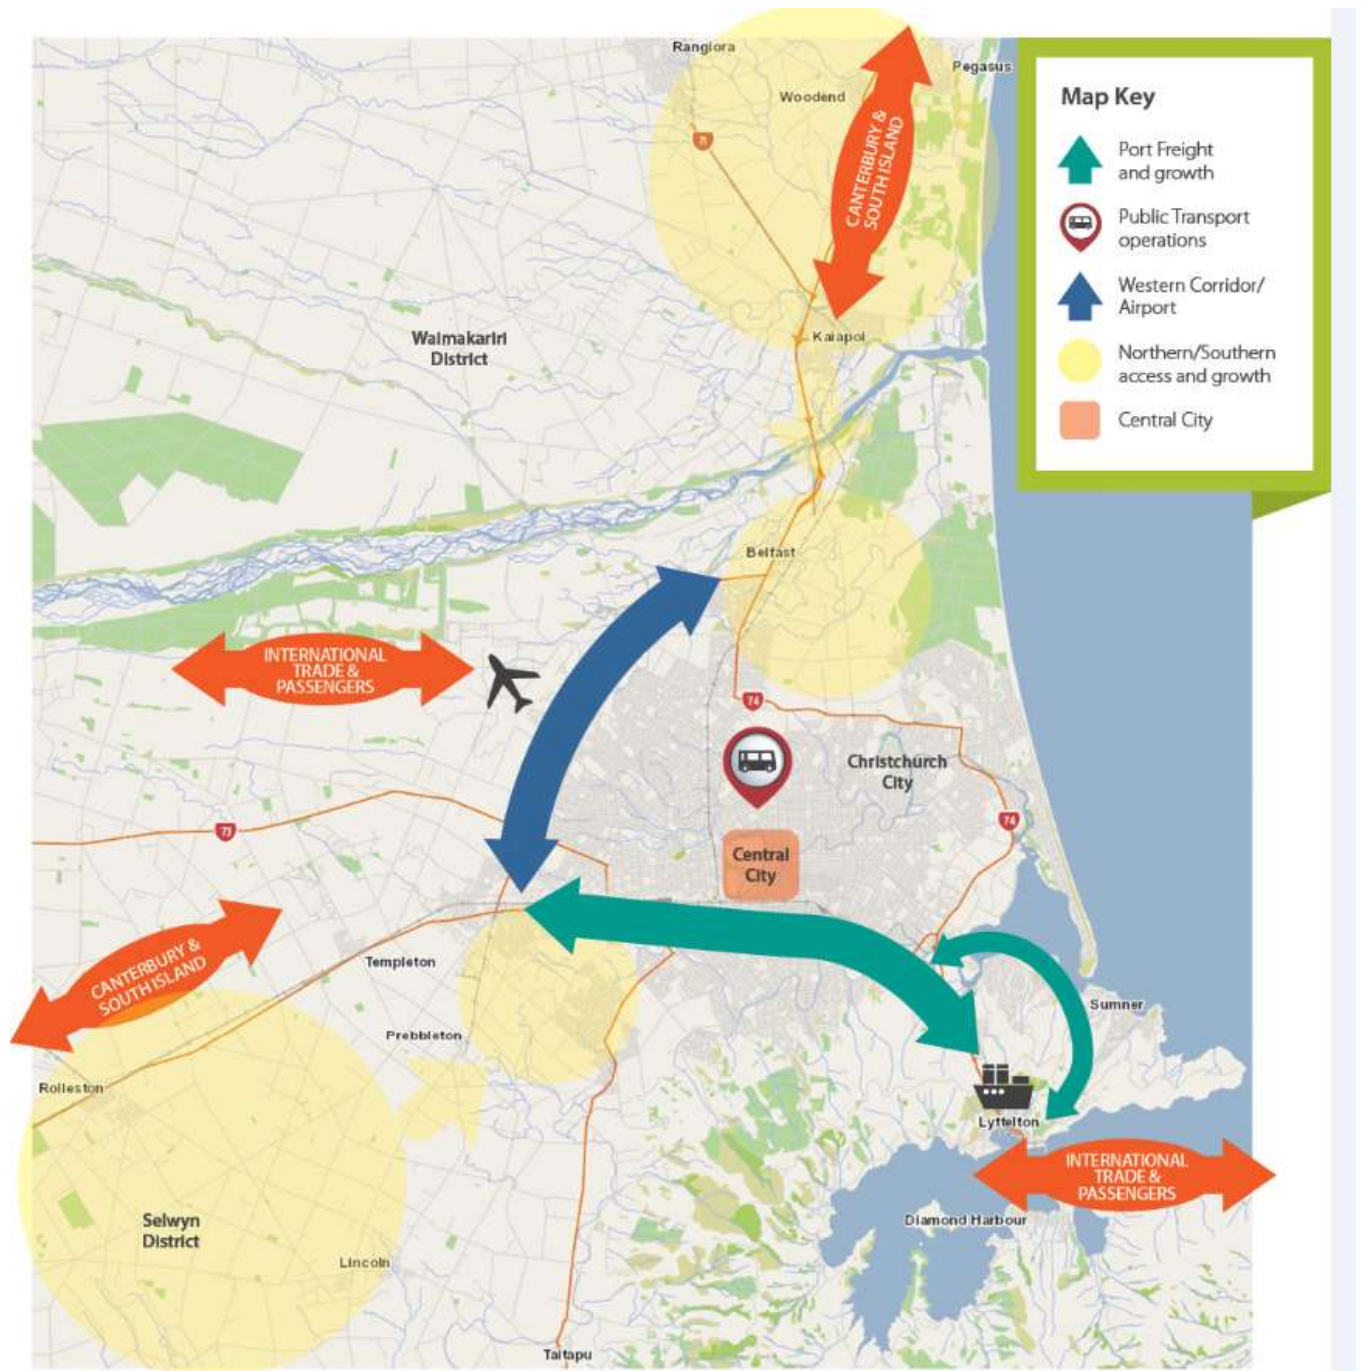 Rangiora
Pegasus
Woodend
71
CANTERBURY &
SOUTH ISLAND
Kaiapoi
Waimakariri
District
Belfast
INTERNATIONAL
TRADE &
PASSENGERS
74
Christchurch
City
74
73
Central
City
CANTERBURY &
SOUTH ISLAND
Templeton
Prebbleton
Sumner
Rolleston
Lyttelton
INTERNATIONAL
TRADE &
PASSENGERS
Selwyn
District
Diamond Harbour
Lincoln
Taitapu
Map Key
Port Freight
and growth
Public Transport
operations
Western Corridor/
Airport
Northern/Southern
access and growth
Central City